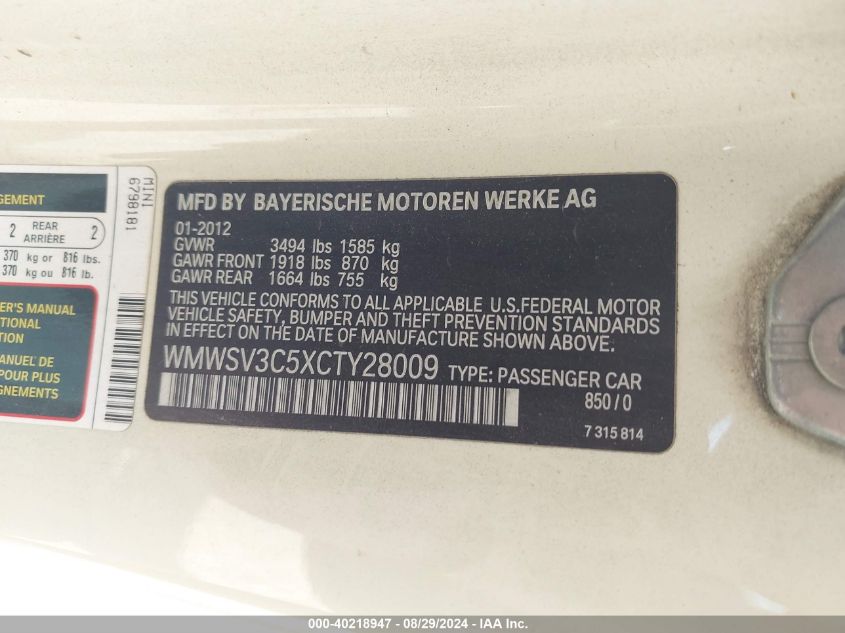 GEMENT
2 REAR ARRIÈRE 2
370 kg or 816 lbs.
370 kg ou 816 lb.
ER'S MANUAL
TIONAL
TION
MANUEL DE
POUR PLUS
GNEMENTS
MINI
6798181
MFD BY BAYERISCHE MOTOREN WERKE AG
01-2012
GVWR 3494 lbs 1585 kg
GAWR FRONT 1918 lbs 870 kg
GAWR REAR 1664 lbs 755 kg
THIS VEHICLE CONFORMS TO ALL APPLICABLE U.S.FEDERAL MOTOR
VEHICLE SAFETY, BUMPER AND THEFT PREVENTION STANDARDS
IN EFFECT ON THE DATE OF MANUFACTURE SHOWN ABOVE.
WMWSV3C5XCTY28009 TYPE: PASSENGER CAR
850/0
7 315 814
000-40218947 - 08/29/2024 - IAA Inc.